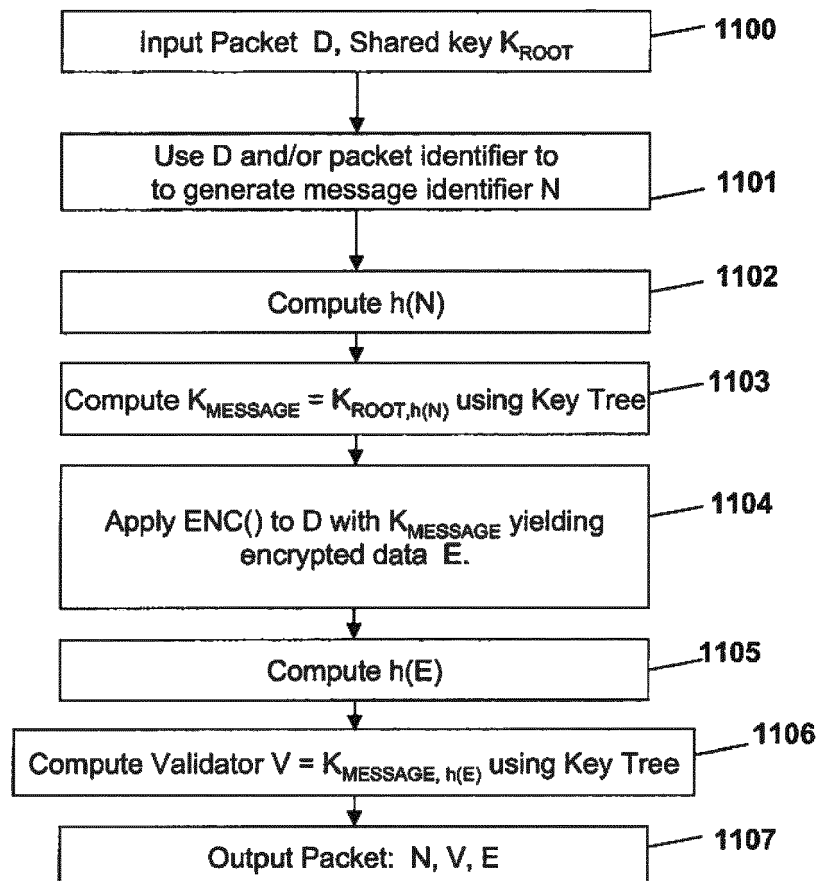 Input Packet D, Shared key K_ROOT
1100
Use D and/or packet identifier to
to generate message identifier N
1101
Compute h(N)
1102
Compute K_MESSAGE = K_ROOT,h(N) using Key Tree
1103
Apply ENC() to D with K_MESSAGE yielding
encrypted data E.
1104
Compute h(E)
1105
Compute Validator V = K_MESSAGE, h(E) using Key Tree
1106
Output Packet: N, V, E
1107